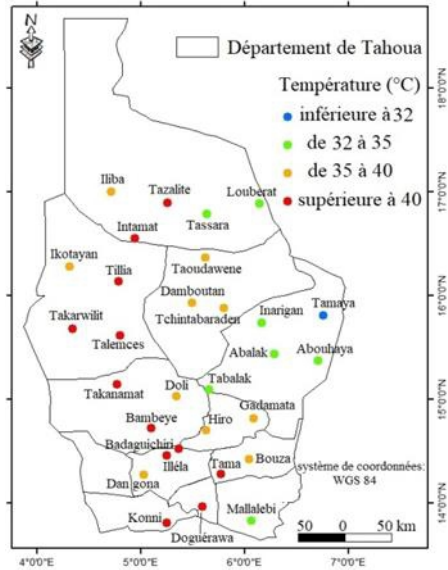 N
Département de Tahoua
Température (°C)
inférieure à 32
de 32 à 35
de 35 à 40
supérieure à 40
18°0'0"N
17°0'0"N
16°0'0"N
15°0'0"N
14°0'0"N
Iliba
Tazalite
Louberat
Tassara
Intamat
Ikotayan
Tillia
Taoudawene
Damboutan
Tchintabaraden
Inarigan
Tamaya
Takarwilit
Talemces
Abalak
Abouhaya
Tabalak
Takanamat
Doli
Gadamata
Bambeye
Hiro
Badaguichiri
Illéla
Tama
Bouza
Dan gona
système de coordonnées:
WGS 84
Konni
Doguerawa
Mallalebi
50 0 50 km
4°0'0"E 5°0'0"E 6°0'0"E 7°0'0"E